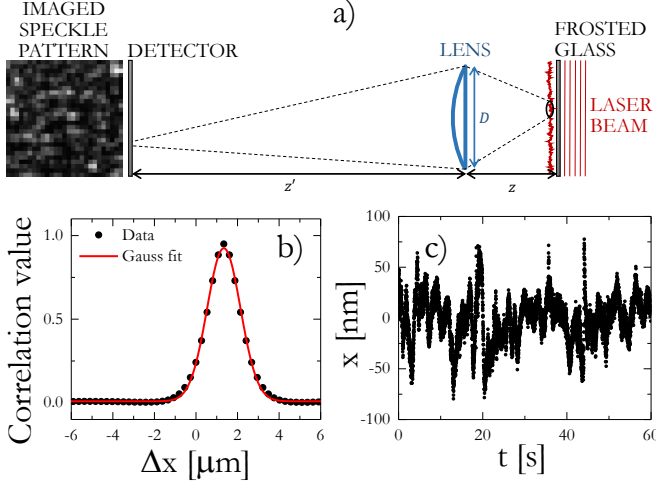 IMAGED
SPECKLE
PATTERN
a)
DETECTOR
LENS
FROSTED
GLASS
D
LASER
BEAM
z'
z
b)
Data
Gauss fit
Correlation value
1.0
0.5
0.0
-6 -4 -2 0 2 4 6
Δx [μm]
c)
x [nm]
100
50
0
-50
-100
0 20 40 60
t [s]